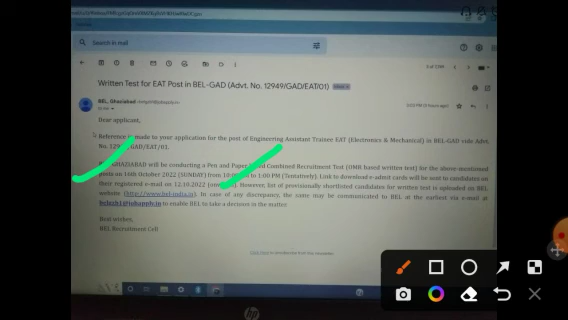 Search in mail
Written Test for EAT Post in BEL-GAD (Advt. No. 12949/GAD/EAT/01)
BEL, Ghaziabad
to me
Dear applicant,
Reference is made to your application for the post of Engineering Assistant Trainee EAT (Electronics & Mechanical) in BEL-GAD vide Advt.
No. 12949/GAD/EAT/01.
GHAZIABAD will be conducting a Pen and Paper Based Combined Recruitment Test (OMR based written test) for the above-mentioned
posts on 16th October 2022 (SUNDAY) from 1:00 PM (Tentatively). Link to download e-admit cards will be sent to candidates on
their registered e-mail on 12.10.2022 However, list of provisionally shortlisted candidates for written test is uploaded on BEL
website (http://www.bel-india.in). In case of any discrepancy, the same may be communicated to BEL at the earliest via e-mail to
to enable BEL to take a decision in the matter
Best wishes,
BEL Recruitment Cell
hp